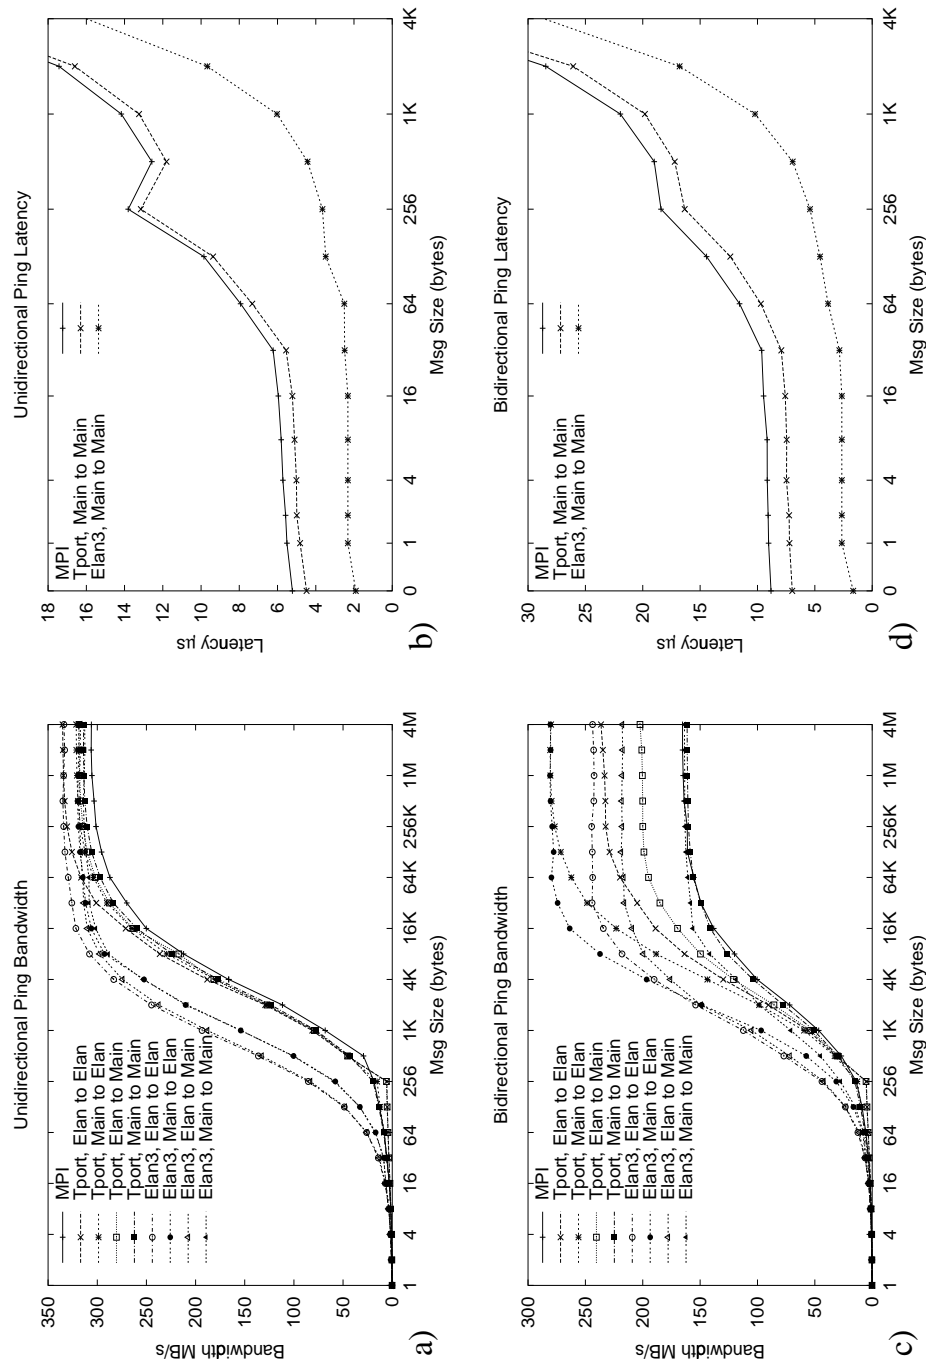 Unidirectional Ping Bandwidth
MPI
Tport, Elan to Elan
Tport, Main to Elan
Tport, Elan to Main
Tport, Main to Main
Elan3, Elan to Elan
Elan3, Main to Elan
Elan3, Elan to Main
Elan3, Main to Main
350
300
250
200
150
100
50
0
Bandwidth MB/s
1 4 16 64 256 1K 4K 16K 64K 256K 1M 4M
Msg Size (bytes)
a)
Unidirectional Ping Latency
MPI
Tport, Main to Main
Elan3, Main to Main
18
16
14
12
10
8
6
4
2
0
Latency µs
0 1 4 16 64 256 1K 4K
Msg Size (bytes)
b)
Bidirectional Ping Bandwidth
MPI
Tport, Elan to Elan
Tport, Main to Elan
Tport, Elan to Main
Tport, Main to Main
Elan3, Elan to Elan
Elan3, Main to Elan
Elan3, Elan to Main
Elan3, Main to Main
300
250
200
150
100
50
0
Bandwidth MB/s
1 4 16 64 256 1K 4K 16K 64K 256K 1M 4M
Msg Size (bytes)
c)
Bidirectional Ping Latency
MPI
Tport, Main to Main
Elan3, Main to Main
30
25
20
15
10
5
0
Latency µs
0 1 4 16 64 256 1K 4K
Msg Size (bytes)
d)